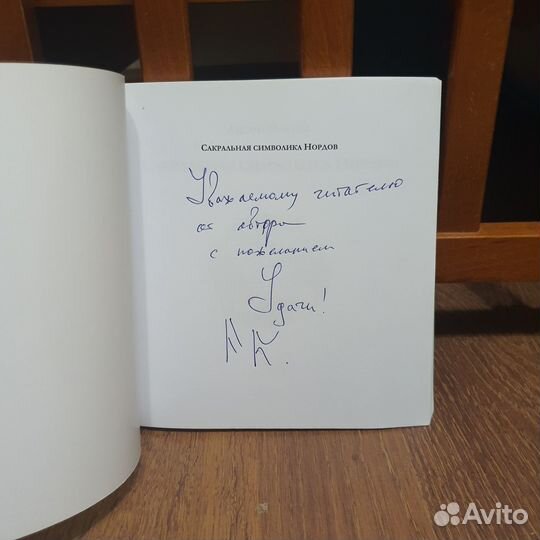 Сакральная символика Нордов
Уважаемому читателю
от автора
с пожеланием
Удачи!
Avito